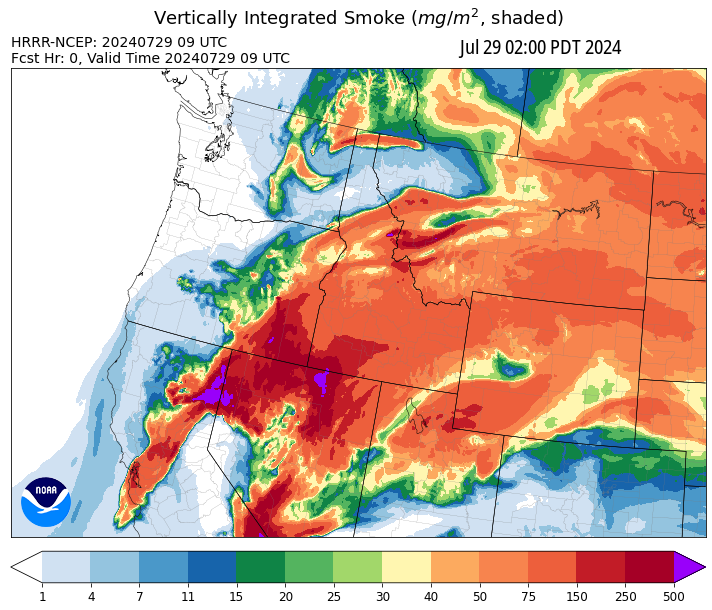 Vertically Integrated Smoke (mg/m², shaded)
HRRR-NCEP: 20240729 09 UTC
Jul 29 02:00 PDT 2024
Fcst Hr: 0, Valid Time 20240729 09 UTC
NOAA
1 4 7 11 15 20 25 30 40 50 75 150 250 500